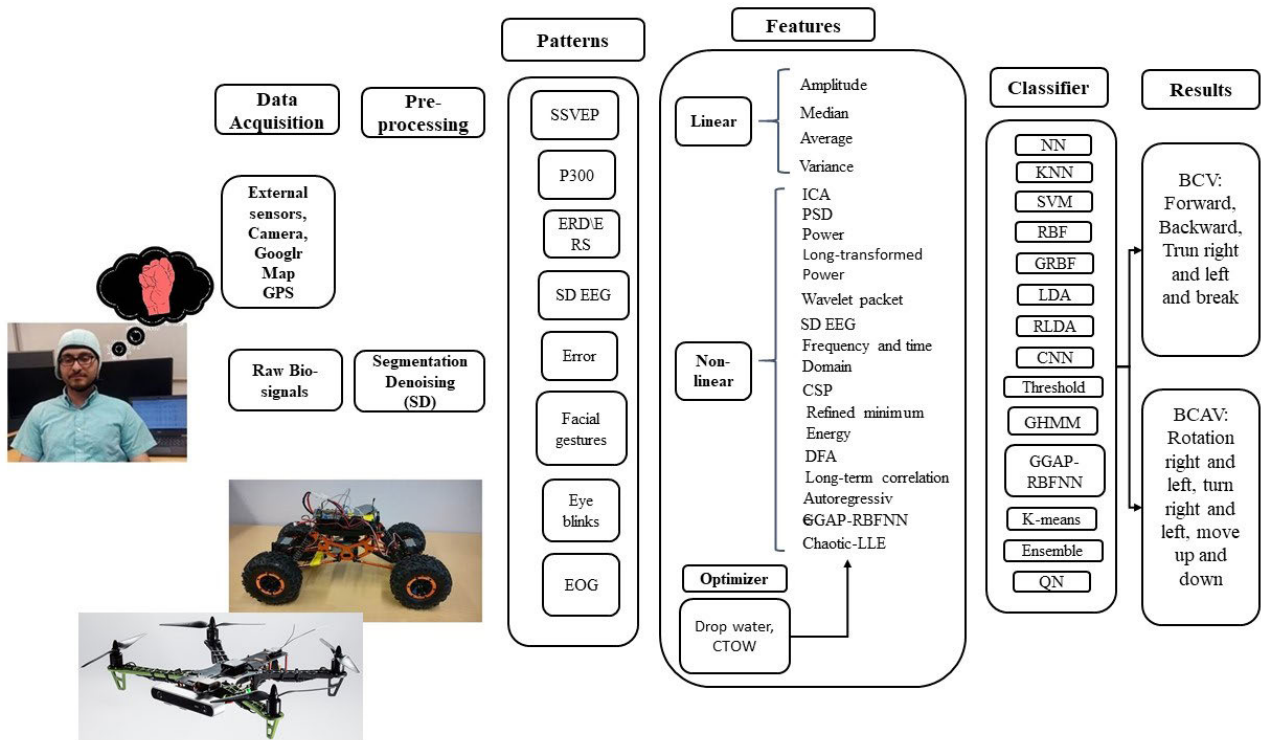 Data
Acquisition
External
sensors,
Camera,
Googlr
Map
GPS
Raw Bio-
signals
Pre-
processing
Segmentation
Denoising
(SD)
Patterns
SSVEP
P300
ERD\E
RS
SD EEG
Error
Facial
gestures
Eye
blinks
EOG
Features
Linear
Amplitude
Median
Average
Variance
Non-
linear
ICA
PSD
Power
Long-transformed
Power
Wavelet packet
SD EEG
Frequency and time
Domain
CSP
Refined minimum
Energy
DFA
Long-term correlation
Autoregressiv
e
GGAP-RBFNN
Chaotic-LLE
Optimizer
Drop water,
CTOW
Classifier
NN
KNN
SVM
RBF
GRBF
LDA
RLDA
CNN
Threshold
GHMM
GGAP-
RBFNN
K-means
Ensemble
QN
Results
BCV:
Forward,
Backward,
Trun right
and left
and break
BCAV:
Rotation
right and
left, turn
right and
left, move
up and
down